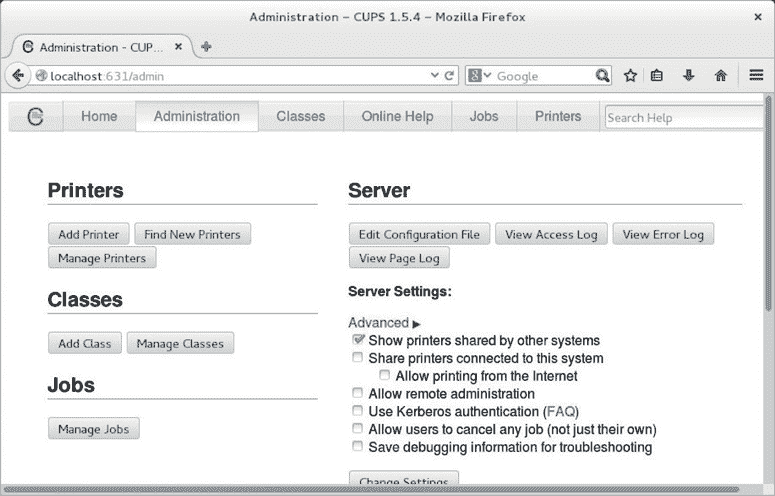 Administration – CUPS 1.5.4 – Mozilla Firefox
Administration - CUP...
localhost:631/admin
Google
Home
Administration
Classes
Online Help
Jobs
Printers
Search Help
Printers
Add Printer
Find New Printers
Manage Printers
Classes
Add Class
Manage Classes
Jobs
Manage Jobs
Server
Edit Configuration File
View Access Log
View Error Log
View Page Log
Server Settings:
Advanced ▶
Show printers shared by other systems
Share printers connected to this system
Allow printing from the Internet
Allow remote administration
Use Kerberos authentication (FAQ)
Allow users to cancel any job (not just their own)
Save debugging information for troubleshooting
Change Settings